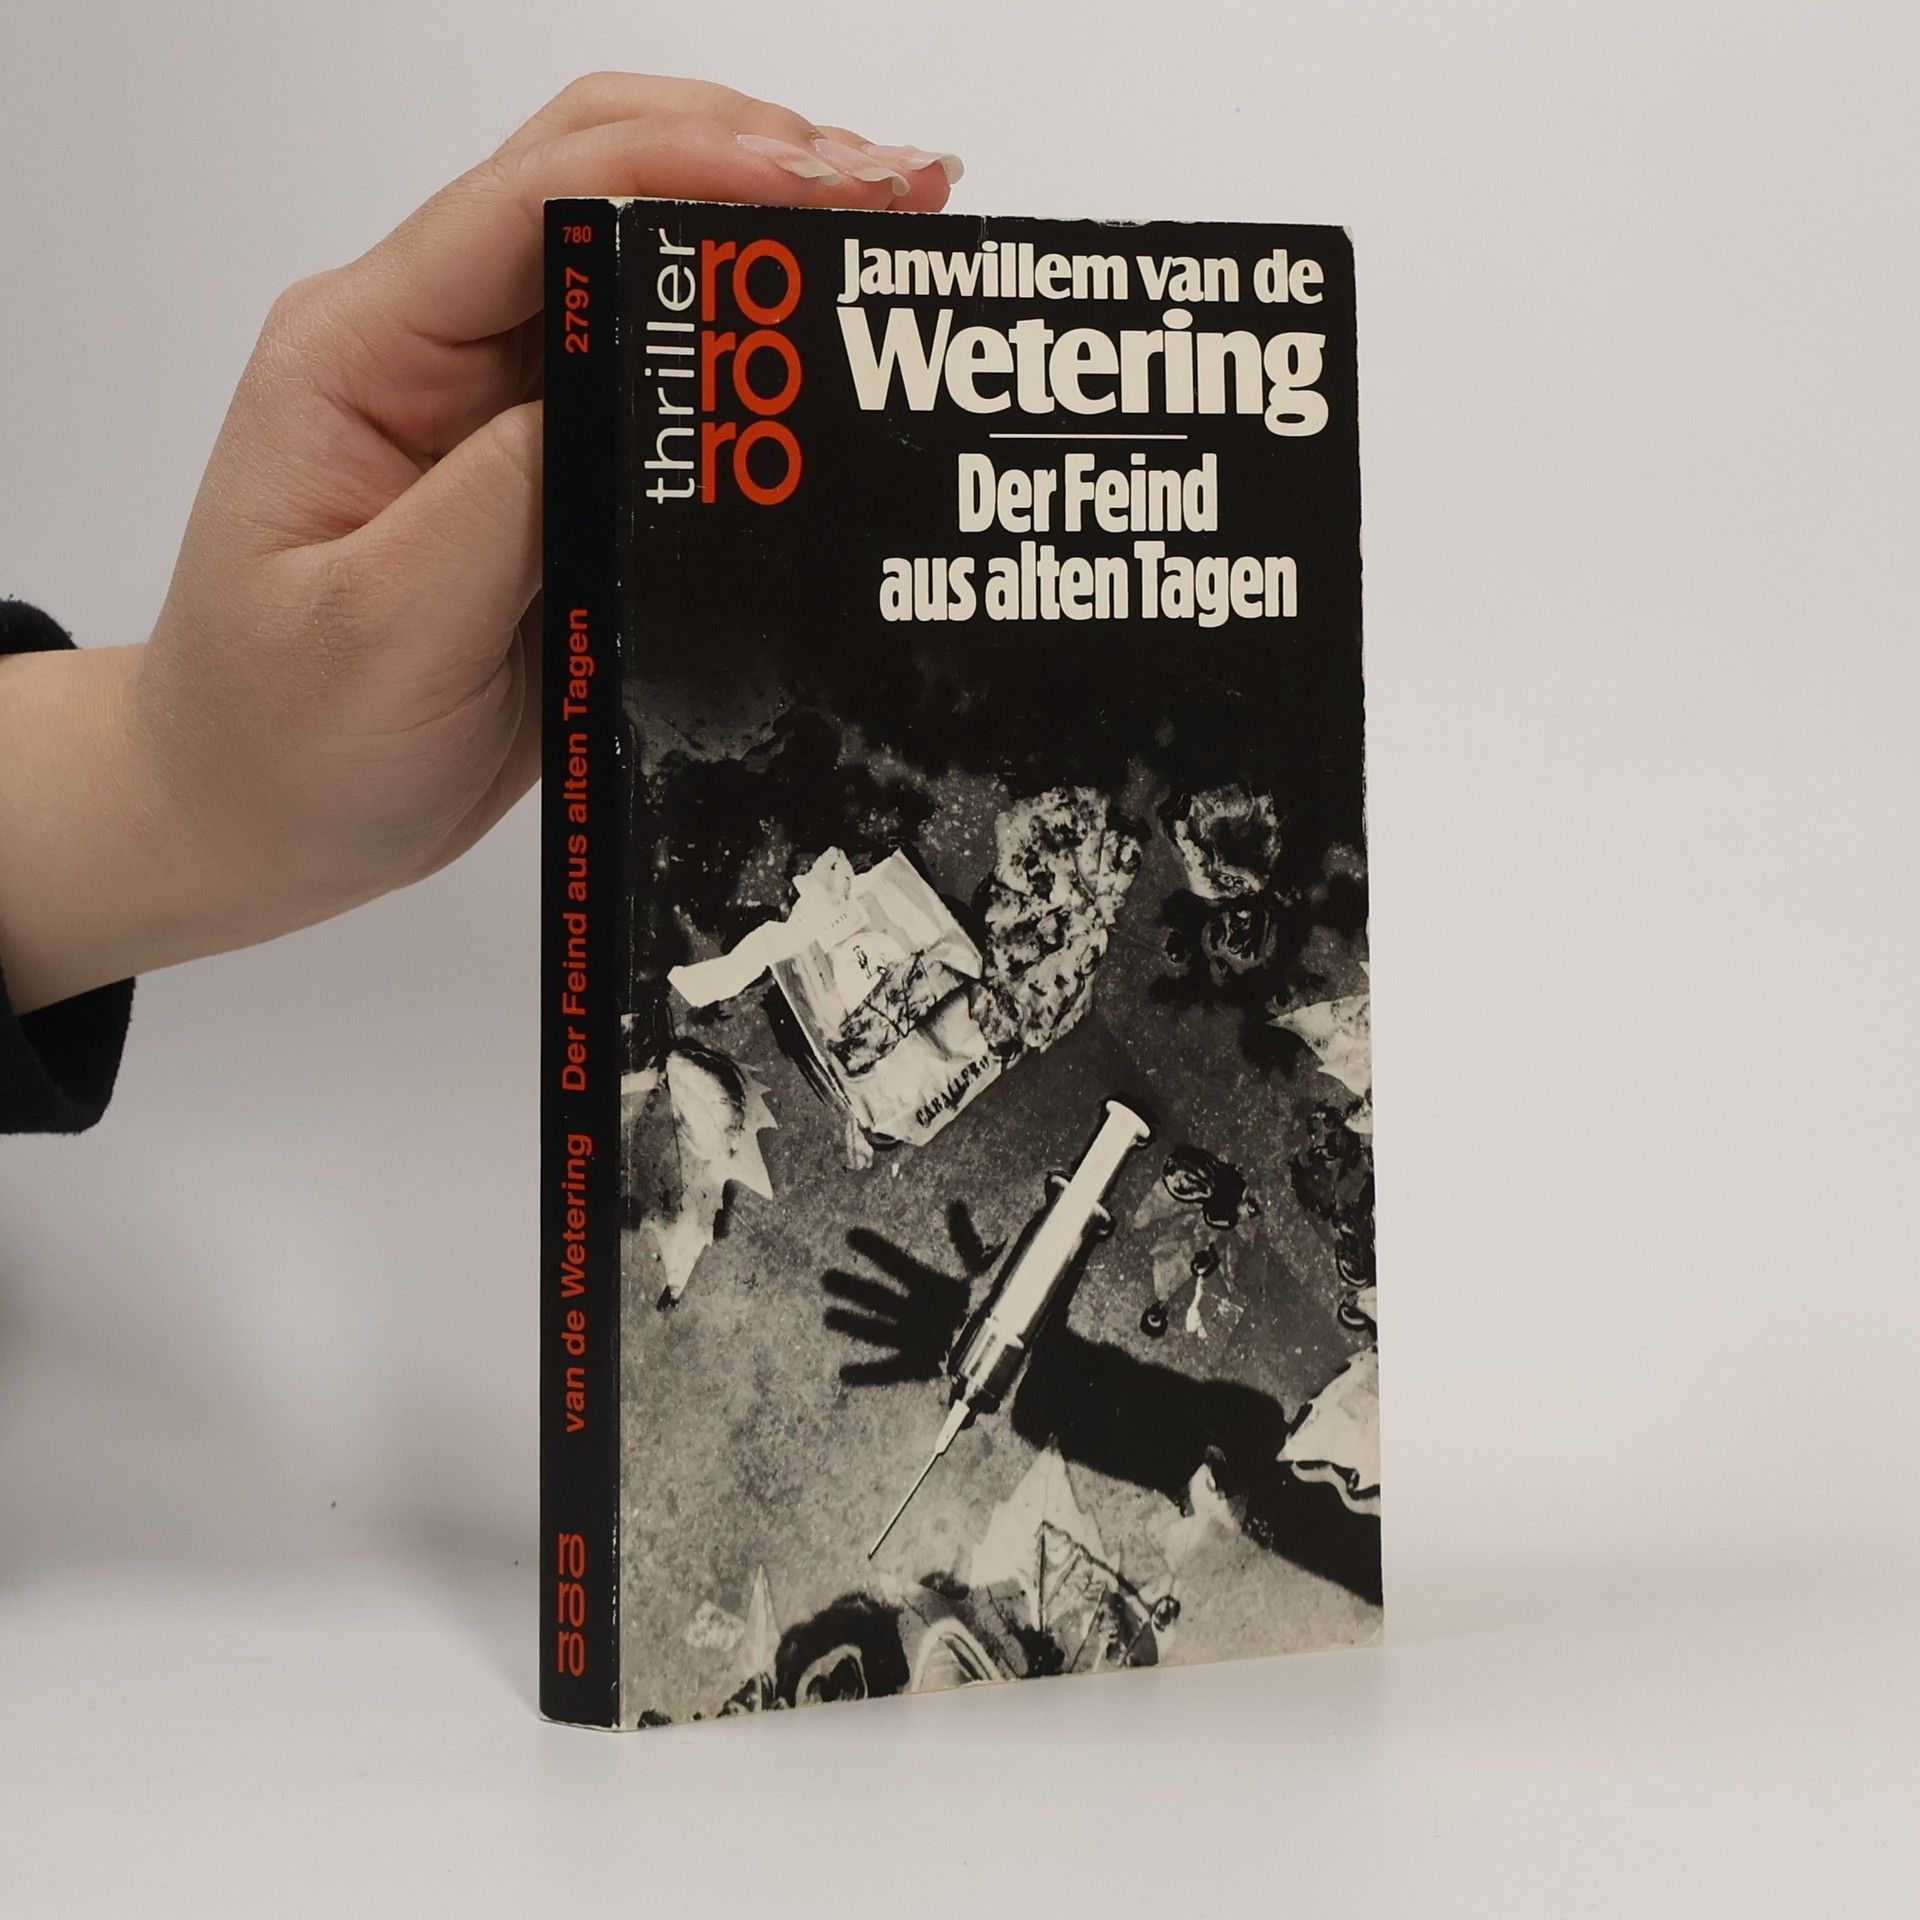 780
2797
van de Wetering Der Feind aus alten Tagen
ro
ro
ro
thriller
ro
ro
ro
Janwillem van de
Wetering
Der Feind
aus alten Tagen
CABALLERO